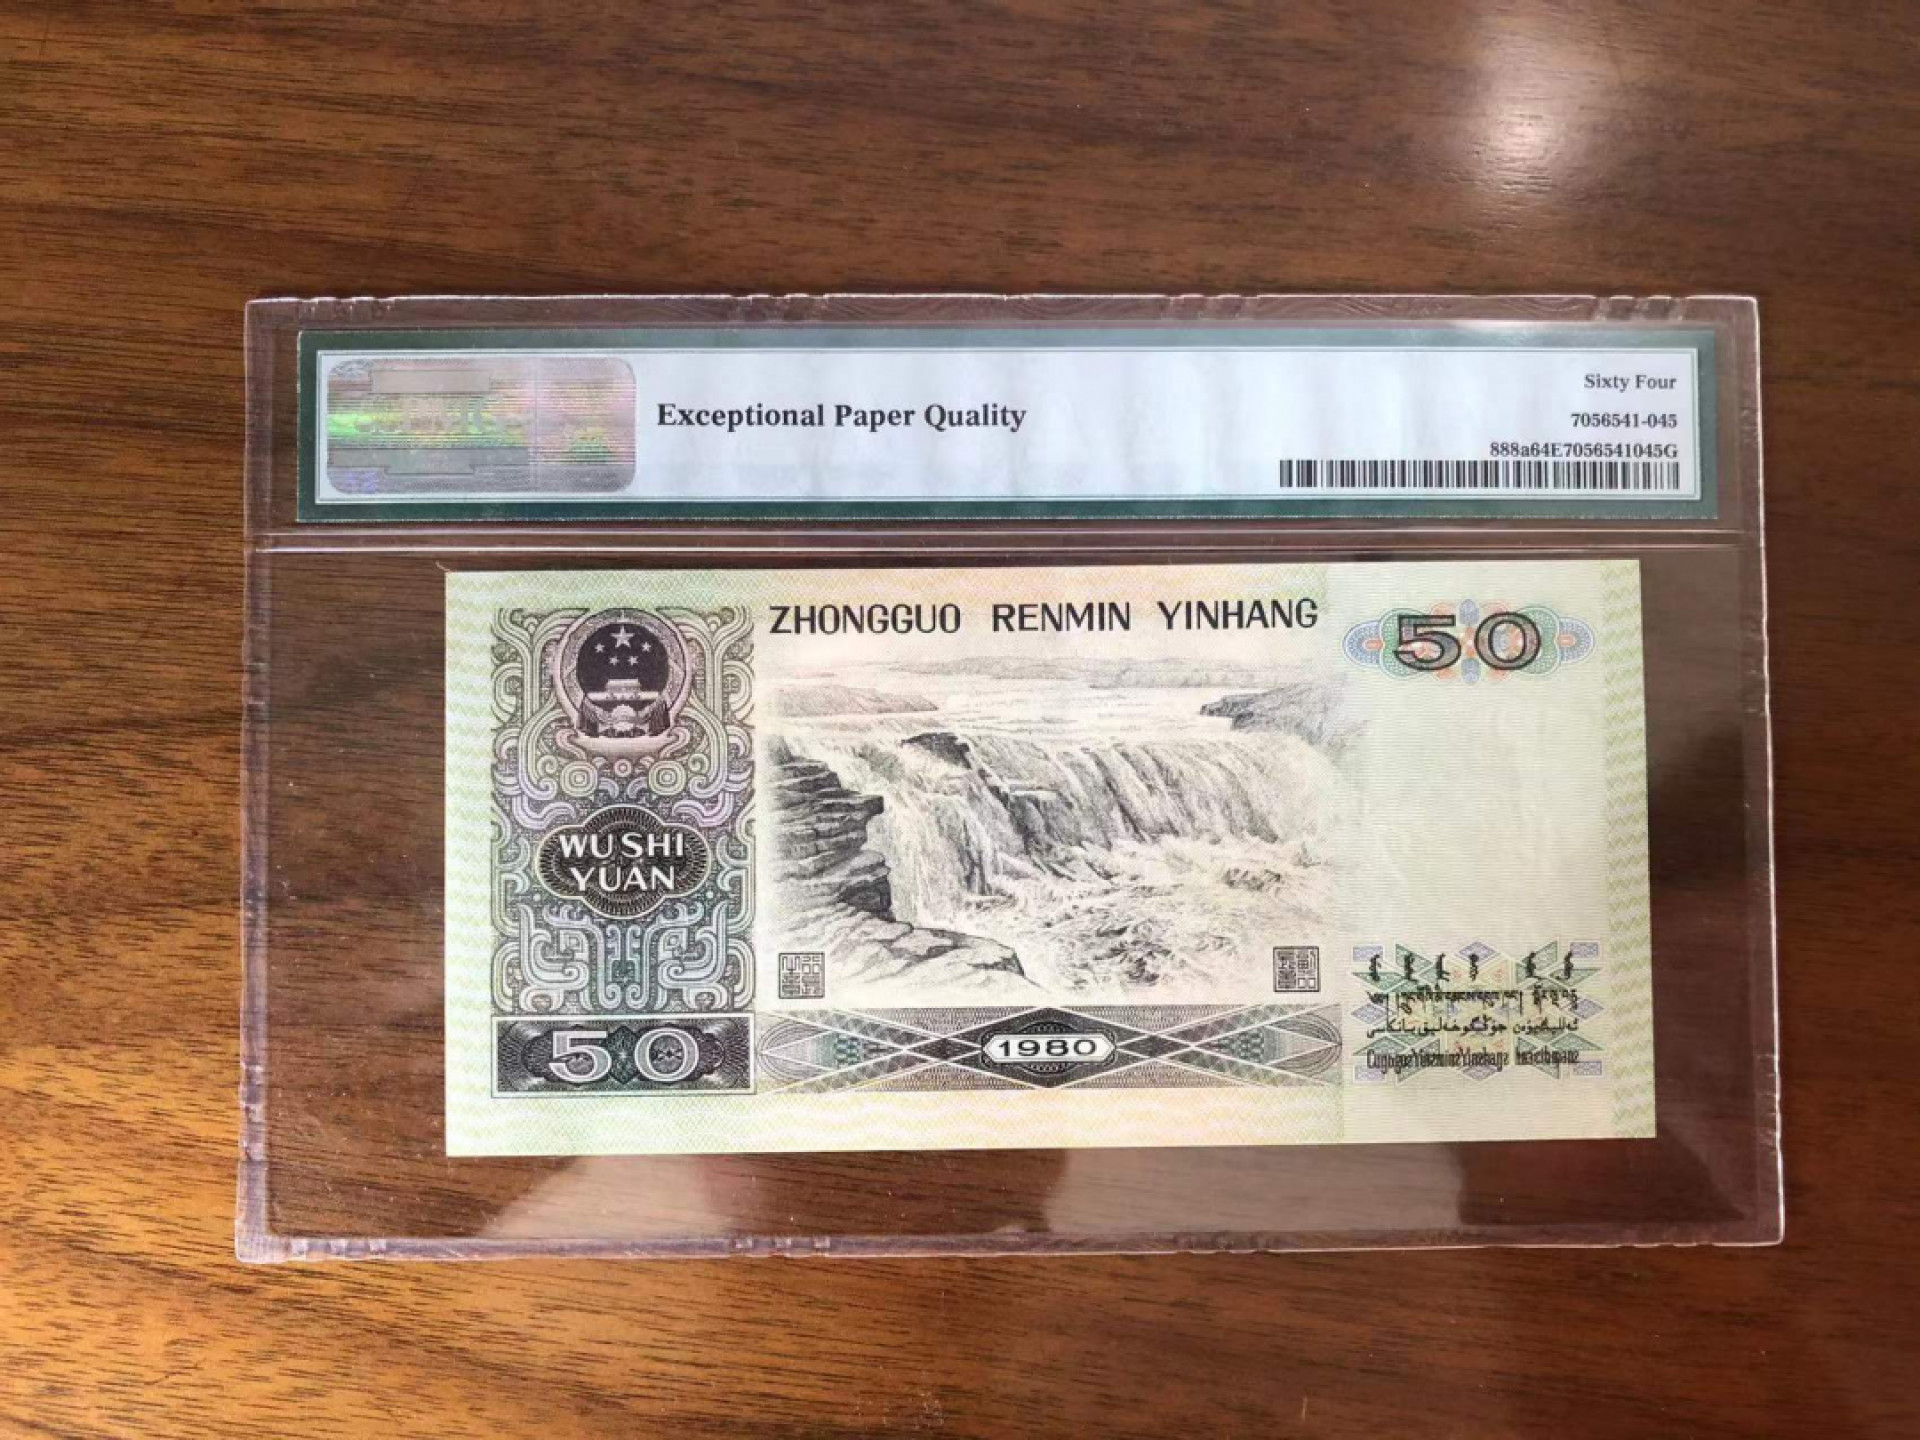 Exceptional Paper Quality
Sixty Four
7056541-045
888a64E7056541045G
ZHONGGUO RENMIN YINHANG
50
WU SHI
YUAN
50
1980